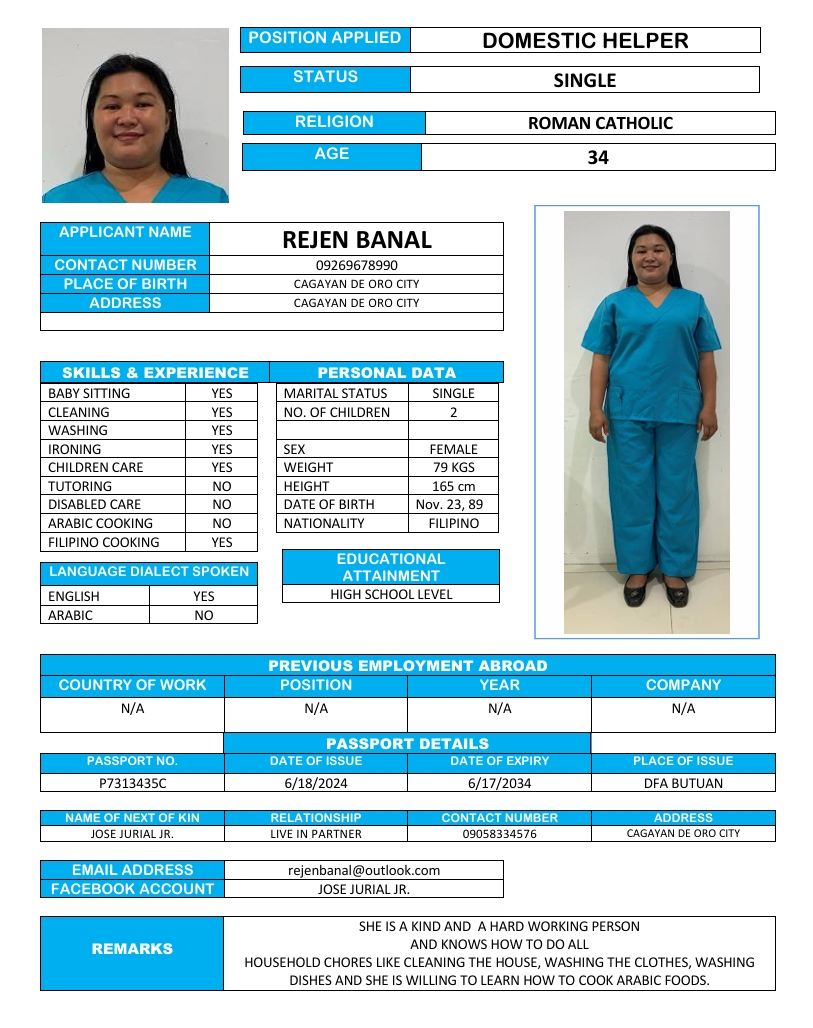 POSITION APPLIED DOMESTIC HELPER
STATUS SINGLE
RELIGION ROMAN CATHOLIC
AGE 34
APPLICANT NAME REJEN BANAL
CONTACT NUMBER 09269678990
PLACE OF BIRTH CAGAYAN DE ORO CITY
ADDRESS CAGAYAN DE ORO CITY
SKILLS & EXPERIENCE PERSONAL DATA
BABY SITTING YES MARITAL STATUS SINGLE
CLEANING YES NO. OF CHILDREN 2
WASHING YES
IRONING YES SEX FEMALE
CHILDREN CARE YES WEIGHT 79 KGS
TUTORING NO HEIGHT 165 cm
DISABLED CARE NO DATE OF BIRTH Nov. 23, 89
ARABIC COOKING NO NATIONALITY FILIPINO
FILIPINO COOKING YES
EDUCATIONAL
ATTAINMENT
HIGH SCHOOL LEVEL
LANGUAGE DIALECT SPOKEN
ENGLISH YES
ARABIC NO
PREVIOUS EMPLOYMENT ABROAD
COUNTRY OF WORK POSITION YEAR COMPANY
N/A N/A N/A N/A
PASSPORT DETAILS
PASSPORT NO. DATE OF ISSUE DATE OF EXPIRY PLACE OF ISSUE
P7313435C 6/18/2024 6/17/2034 DFA BUTUAN
NAME OF NEXT OF KIN RELATIONSHIP CONTACT NUMBER ADDRESS
JOSE JURIAL JR. LIVE IN PARTNER 09058334576 CAGAYAN DE ORO CITY
EMAIL ADDRESS rejenbanal@outlook.com
FACEBOOK ACCOUNT JOSE JURIAL JR.
REMARKS
SHE IS A KIND AND A HARD WORKING PERSON
AND KNOWS HOW TO DO ALL
HOUSEHOLD CHORES LIKE CLEANING THE HOUSE, WASHING THE CLOTHES, WASHING
DISHES AND SHE IS WILLING TO LEARN HOW TO COOK ARABIC FOODS.